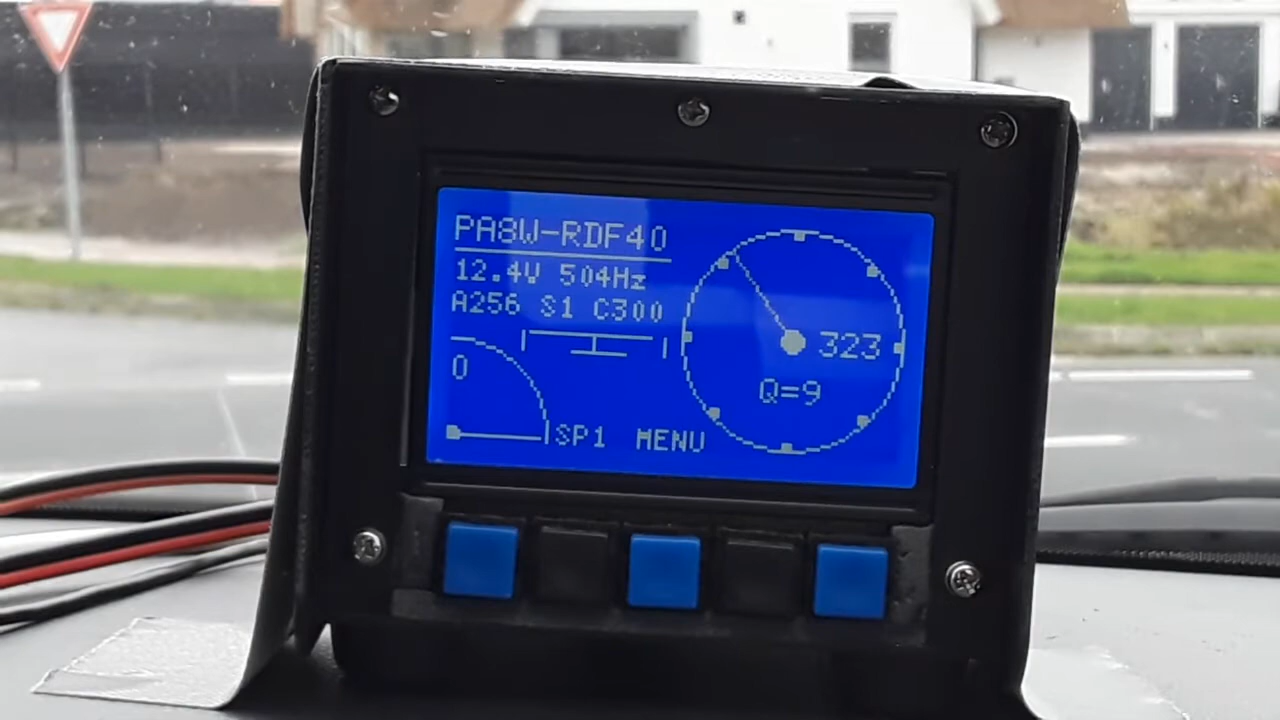 PA8W-RDF40
12.4V 504Hz
A256 S1 C300
0
323
Q=9
SP1 MENU